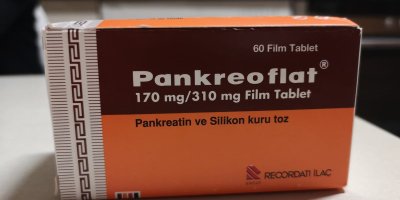 60 Film Tablet
Pankreoflat®
170 mg/310 mg Film Tablet
Pankreatin ve Silikon kuru toz
RECORDATI İLAÇ